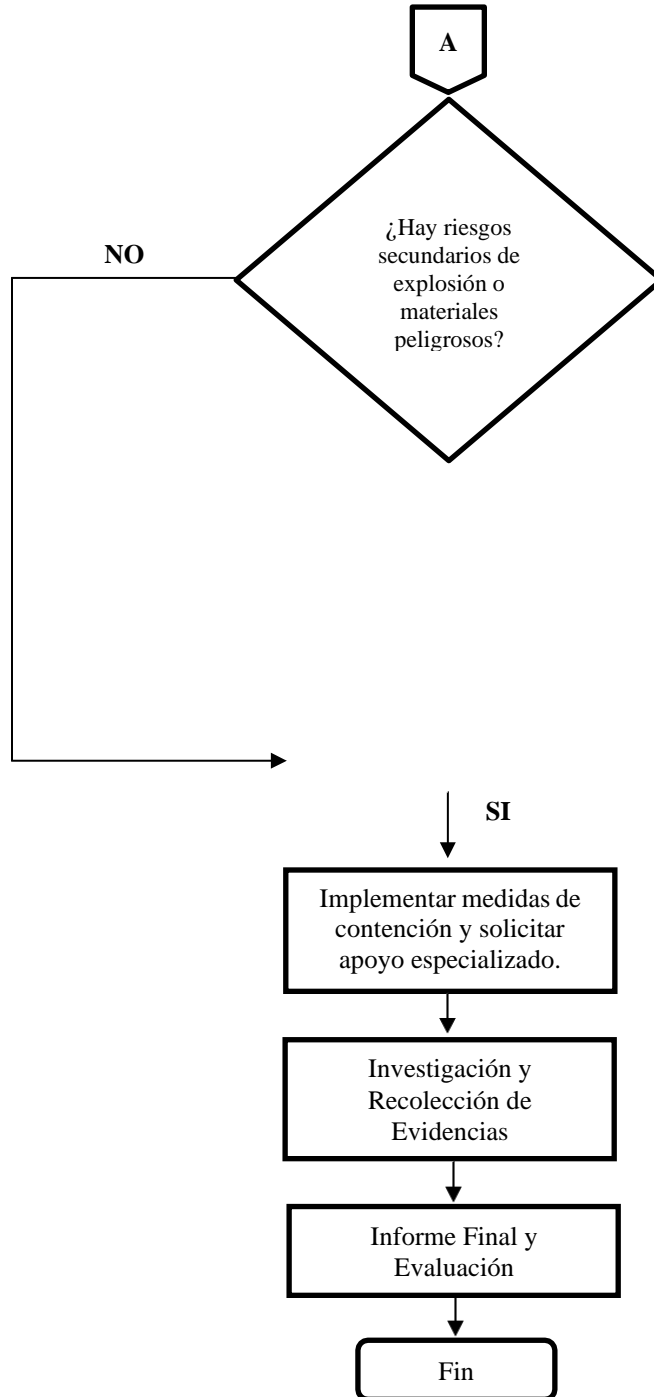 A
¿Hay riesgos
secundarios de
explosión o
materiales
peligrosos?
NO
SI
Implementar medidas de
contención y solicitar
apoyo especializado.
Investigación y
Recolección de
Evidencias
Informe Final y
Evaluación
Fin